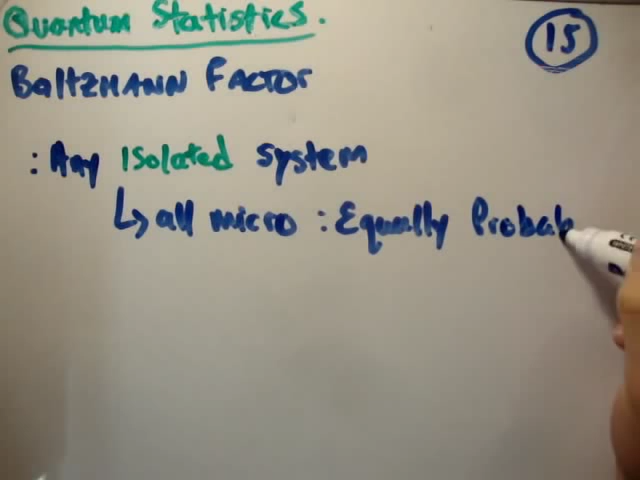 Quantum Statistics.
15
Boltzmann Factor
: Any Isolated system
↳ all micro : Equally Probab